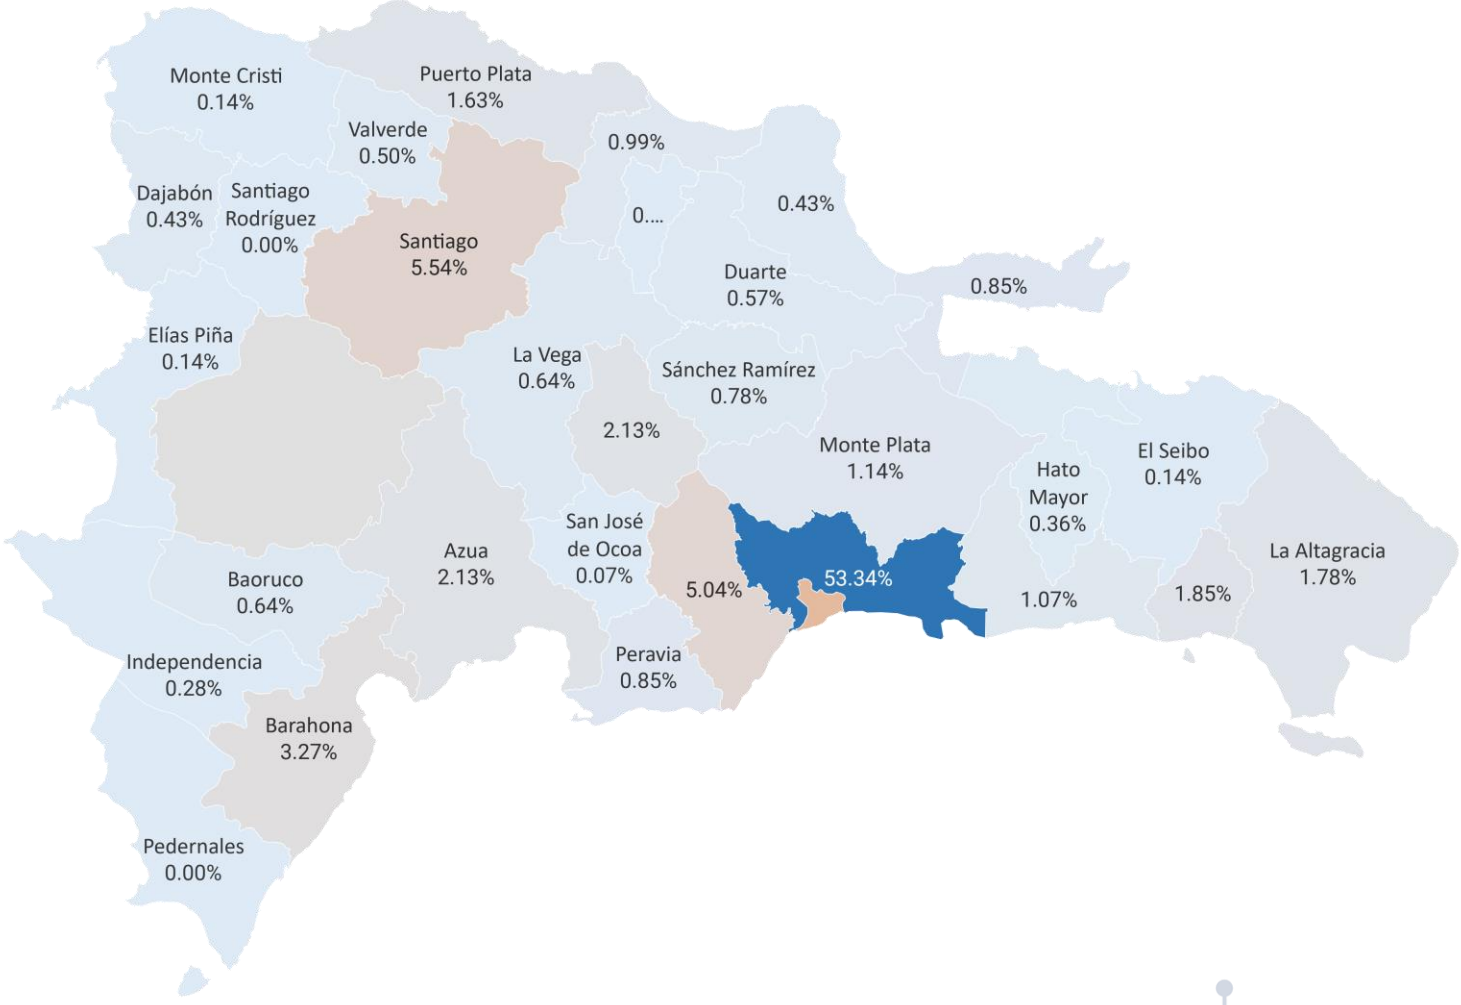 Monte Cristi
0.14%
Puerto Plata
1.63%
Valverde
0.50%
0.99%
Dajabón
0.43%
Santiago
Rodríguez
0.00%
0....
0.43%
Santiago
5.54%
Duarte
0.57%
0.85%
Elías Piña
0.14%
La Vega
0.64%
Sánchez Ramírez
0.78%
2.13%
Monte Plata
1.14%
El Seibo
0.14%
Hato
Mayor
0.36%
San José
de Ocoa
0.07%
Azua
2.13%
La Altagracia
1.78%
Baoruco
0.64%
5.04%
53.34%
1.07%
1.85%
Peravia
0.85%
Independencia
0.28%
Barahona
3.27%
Pedernales
0.00%